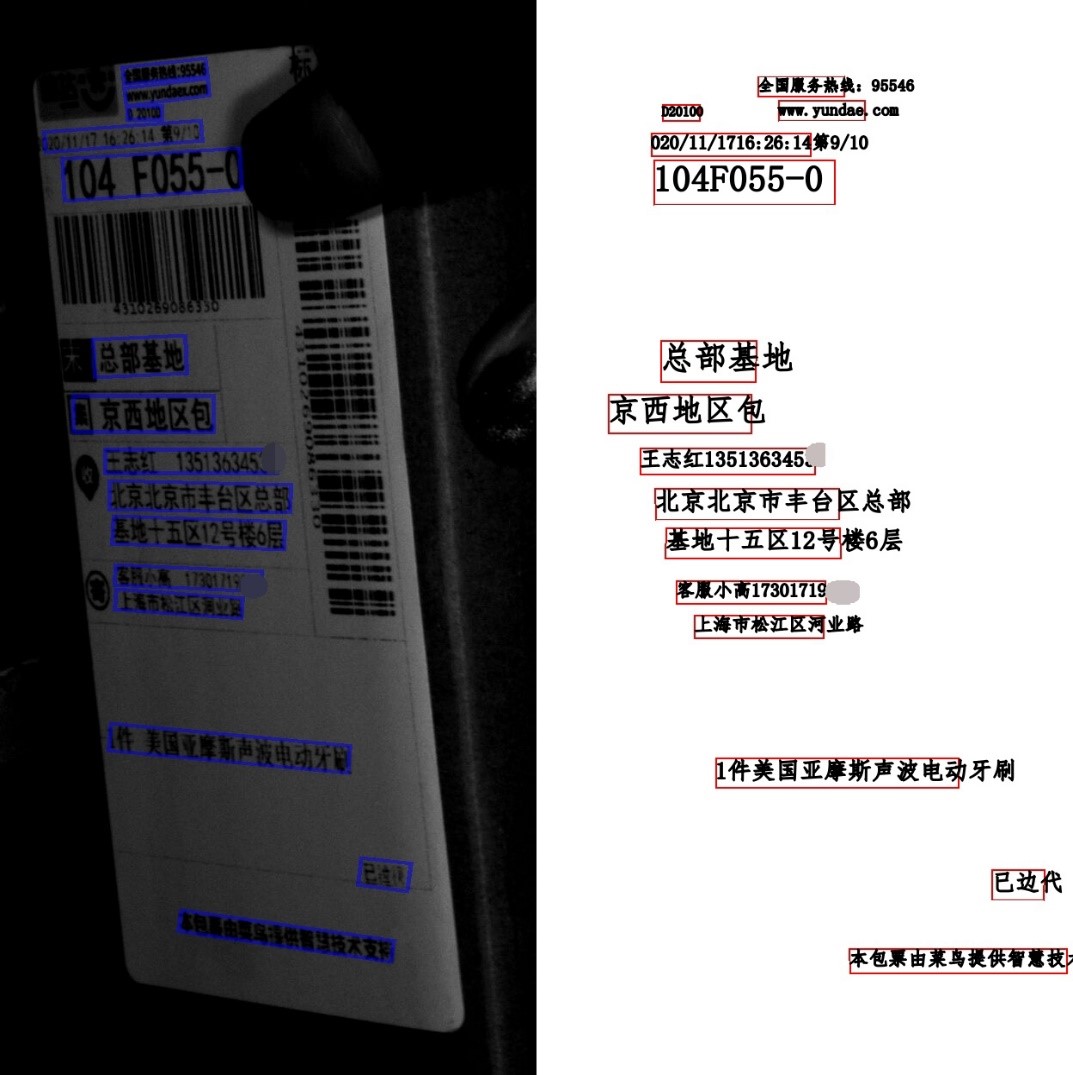 全国服务热线:95546
www.yundaex.com
D 20100
020/11/17 16:26:14 第9/10
104 F055-0
4310269086330
4310269086330
总部基地
集 京西地区包
收
王志红 1351363453
北京北京市丰台区总部
基地十五区12号楼6层
寄
客服小高 17301719
上海市松江区河业路
1件 美国亚摩斯声波电动牙刷
本包裹由菜鸟提供智慧技术支持
全国服务热线：95546
D20100
www.yundae.com
020/11/1716:26:14第9/10
104F055-0
总部基地
京西地区包
王志红1351363453
北京北京市丰台区总部
基地十五区12号楼6层
客服小高17301719
上海市松江区河业路
1件美国亚摩斯声波电动牙刷
已边代
本包票由菜鸟提供智慧技